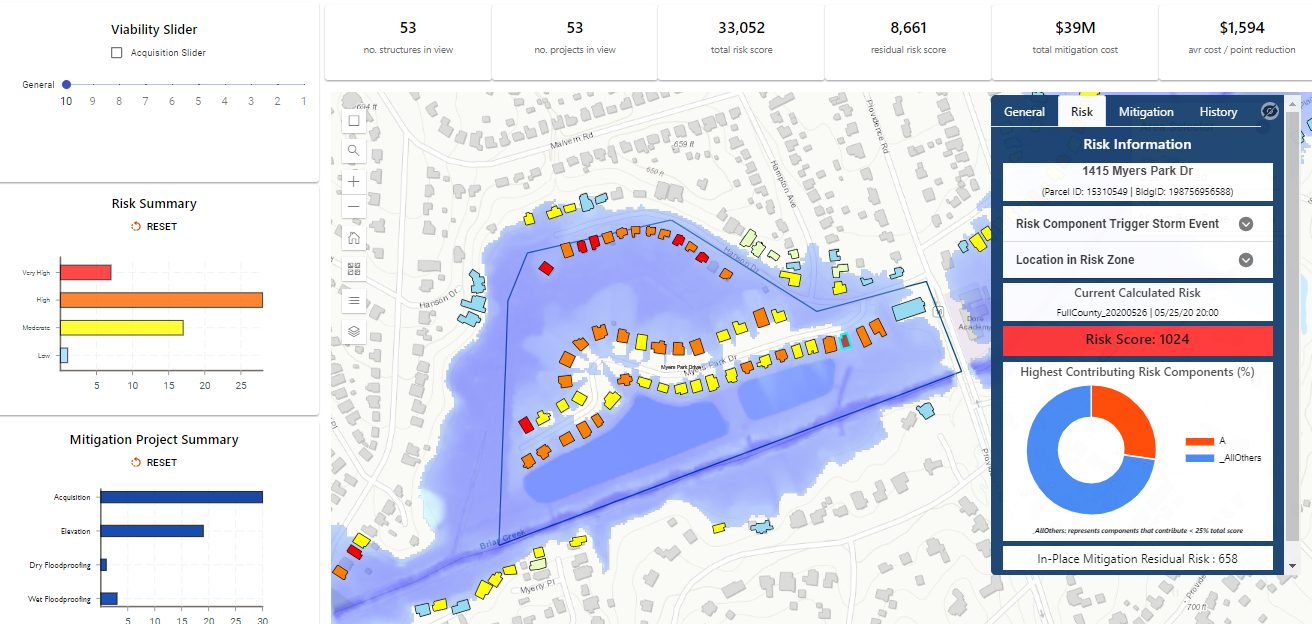 Viability Slider
Acquisition Slider
General
10 9 8 7 6 5 4 3 2 1
Risk Summary
RESET
Very High
High
Moderate
Low
5 10 15 20 25
Mitigation Project Summary
RESET
Acquisition
Elevation
Dry Floodproofing
Wet Floodproofing
5 10 15 20 25 30
53
no. structures in view
53
no. projects in view
33,052
total risk score
8,661
residual risk score
$39M
total mitigation cost
$1,594
avr cost / point reduction
694 ft
Malvern Rd
659 ft
650 ft
Providence Rd
Hampton Ave
Hanson Dr
Hanson Dr
Myers Park Drive
Myers Park Dr
Dore
Academy
Briar Creek
Myerly Pl
700 ft
General Risk Mitigation History
Risk Information
1415 Myers Park Dr
(Parcel ID: 15310549 | BldgID: 198756956588)
Risk Component Trigger Storm Event
Location in Risk Zone
Current Calculated Risk
FullCounty_20200526 | 05/25/20 20:00
Risk Score: 1024
Highest Contributing Risk Components (%)
A
_AllOthers
_AllOthers: represents components that contribute < 25% total score
In-Place Mitigation Residual Risk : 658